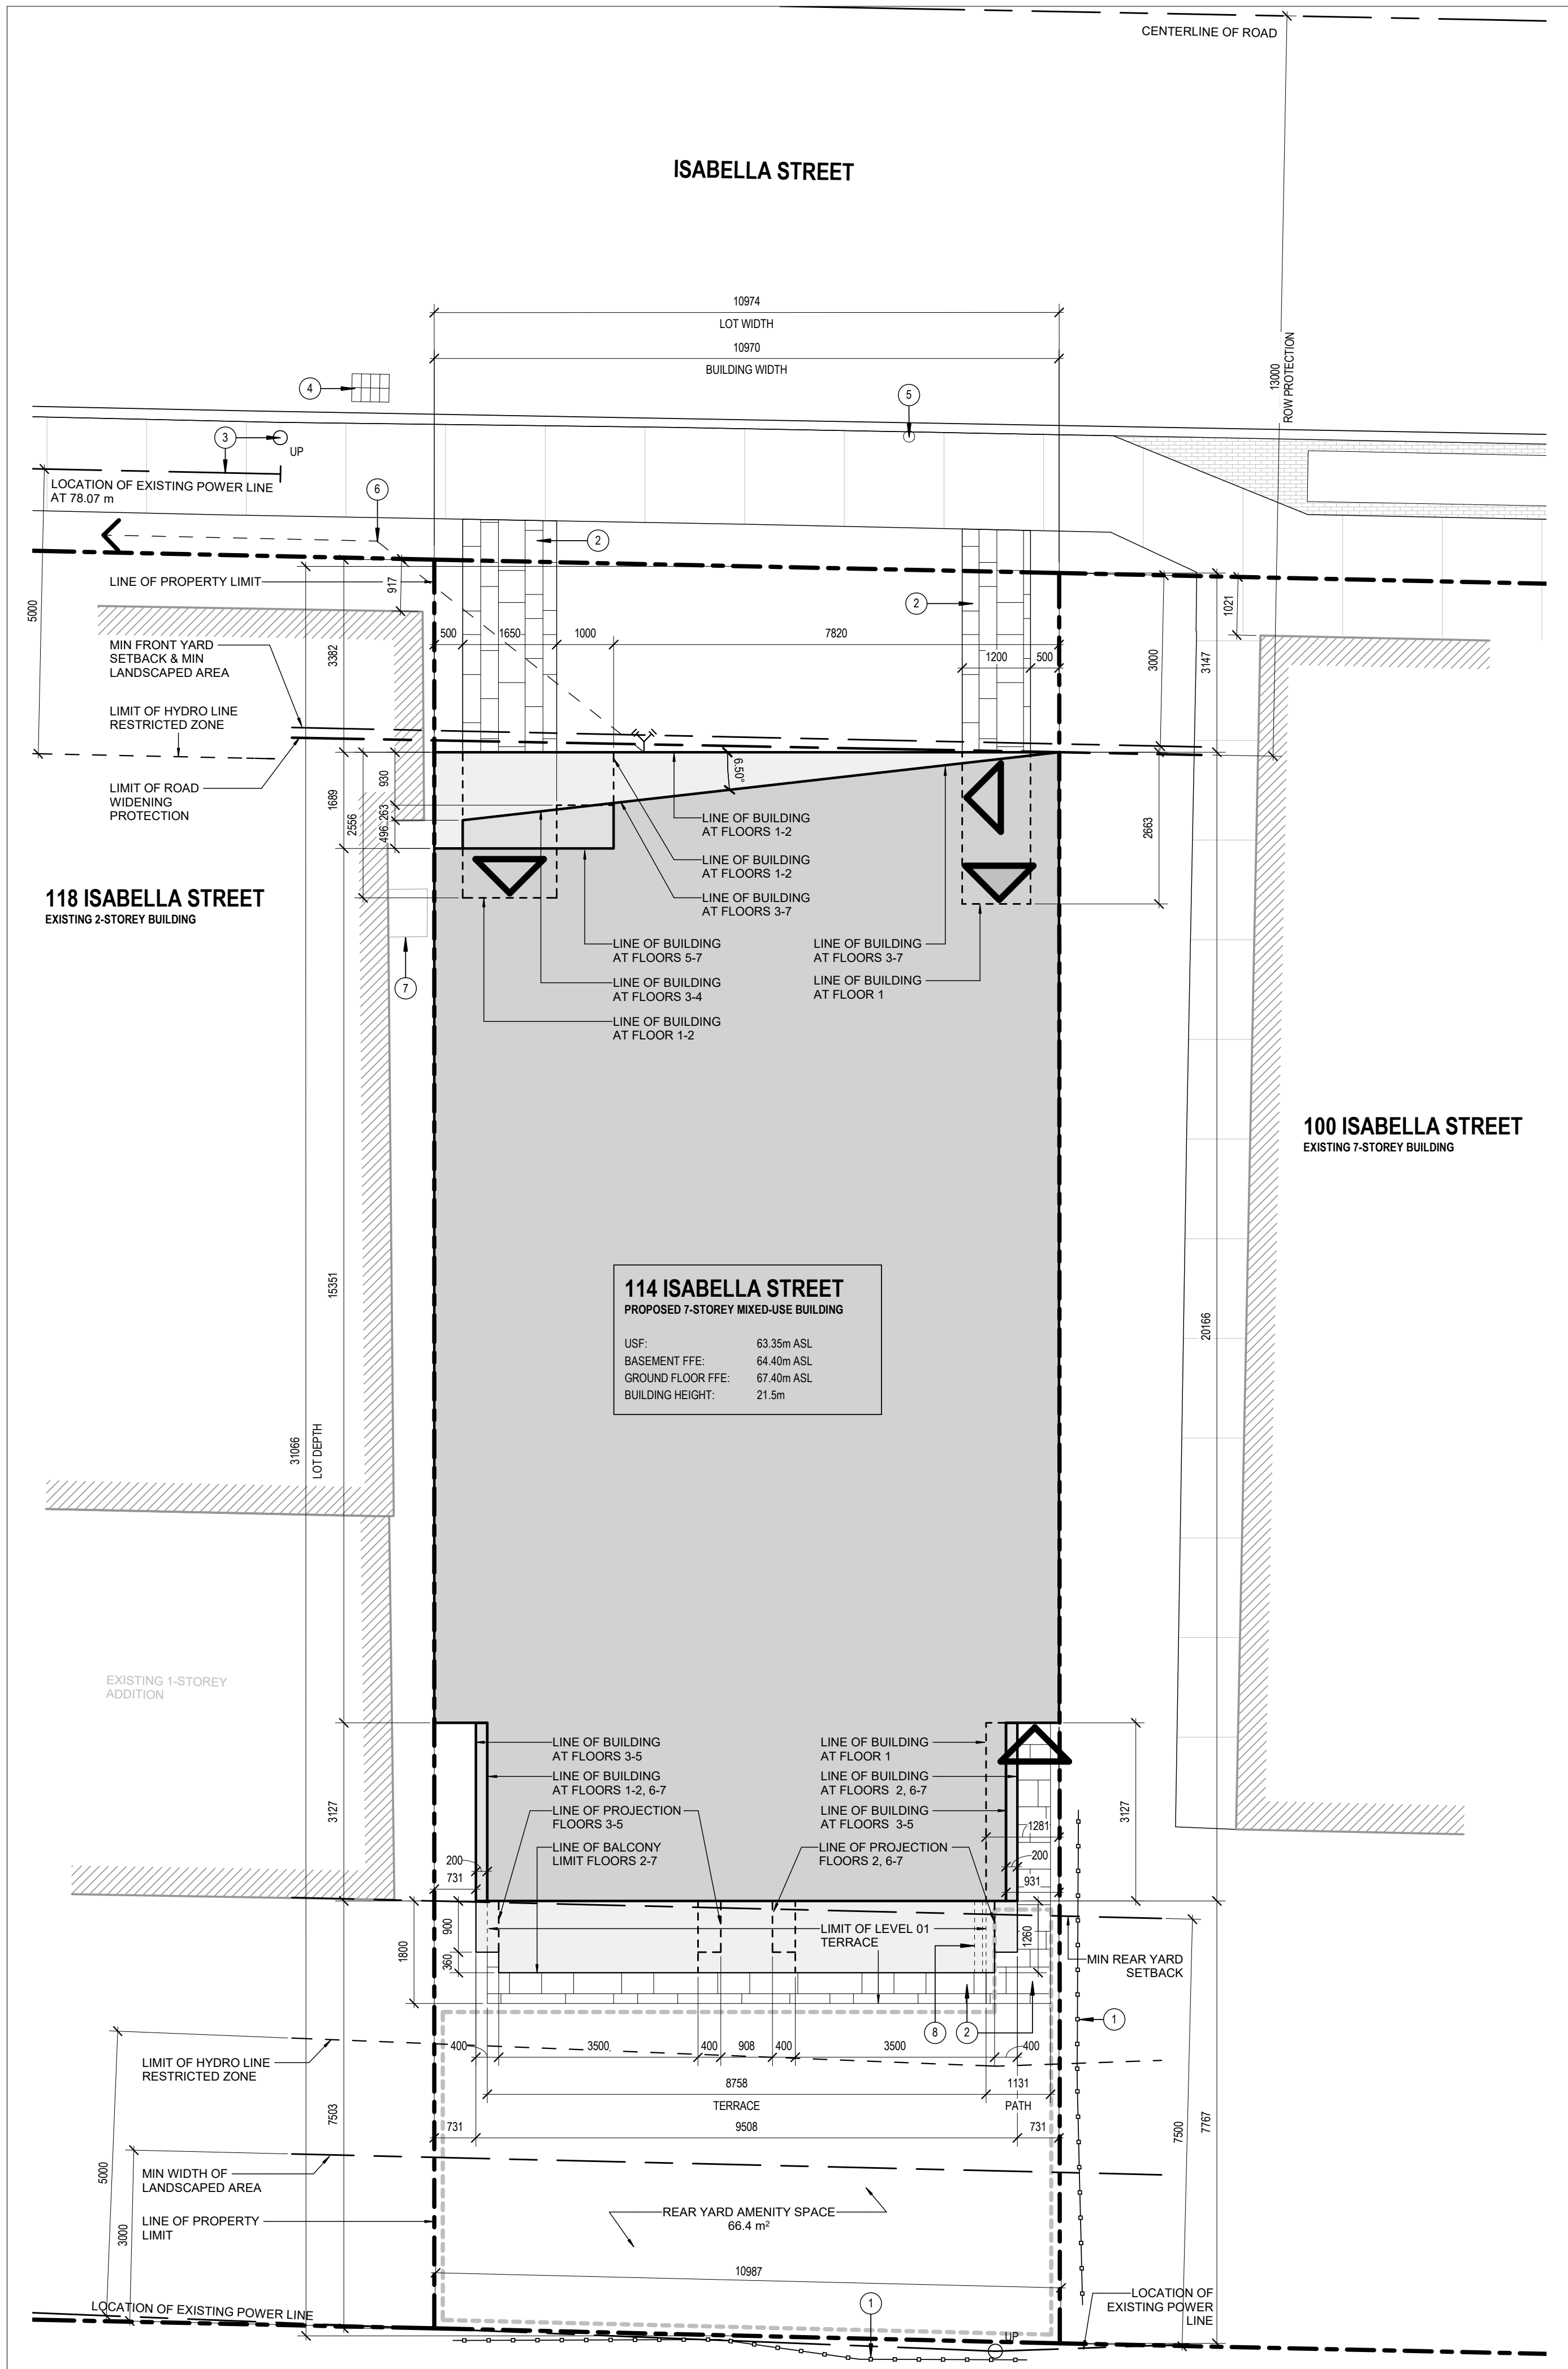 CENTERLINE OF ROAD
ISABELLA STREET
13000
ROW PROTECTION
10974
LOT WIDTH
10970
BUILDING WIDTH
4
5
3
UP
LOCATION OF EXISTING POWER LINE
AT 78.07 m
6
2
LINE OF PROPERTY LIMIT
917
5000
2
1021
MIN FRONT YARD
SETBACK & MIN
LANDSCAPED AREA
3382
500
1650
1000
7820
1200
500
3000
3147
LIMIT OF HYDRO LINE
RESTRICTED ZONE
LIMIT OF ROAD
WIDENING
PROTECTION
1689
2556
930
263
496
6.50°
2663
LINE OF BUILDING
AT FLOORS 1-2
LINE OF BUILDING
AT FLOORS 1-2
LINE OF BUILDING
AT FLOORS 3-7
118 ISABELLA STREET
EXISTING 2-STOREY BUILDING
LINE OF BUILDING
AT FLOORS 5-7
LINE OF BUILDING
AT FLOORS 3-7
7
LINE OF BUILDING
AT FLOORS 3-4
LINE OF BUILDING
AT FLOOR 1
LINE OF BUILDING
AT FLOOR 1-2
100 ISABELLA STREET
EXISTING 7-STOREY BUILDING
15351
20166
114 ISABELLA STREET
PROPOSED 7-STOREY MIXED-USE BUILDING
USF: 63.35m ASL
BASEMENT FFE: 64.40m ASL
GROUND FLOOR FFE: 67.40m ASL
BUILDING HEIGHT: 21.5m
31066
LOT DEPTH
EXISTING 1-STOREY
ADDITION
LINE OF BUILDING
AT FLOORS 3-5
LINE OF BUILDING
AT FLOOR 1
LINE OF BUILDING
AT FLOORS 1-2, 6-7
LINE OF BUILDING
AT FLOORS 2, 6-7
3127
LINE OF PROJECTION
FLOORS 3-5
LINE OF BUILDING
AT FLOORS 3-5
3127
1281
LINE OF BALCONY
LIMIT FLOORS 2-7
LINE OF PROJECTION
FLOORS 2, 6-7
200
731
200
931
900
360
1800
LIMIT OF LEVEL 01
TERRACE
1260
MIN REAR YARD
SETBACK
8
2
1
LIMIT OF HYDRO LINE
RESTRICTED ZONE
400
3500
400
908
400
3500
400
8758
TERRACE
1131
PATH
7503
731
9508
731
7500
7767
5000
3000
MIN WIDTH OF
LANDSCAPED AREA
LINE OF PROPERTY
LIMIT
REAR YARD AMENITY SPACE
66.4 m²
10987
LOCATION OF EXISTING POWER LINE
LOCATION OF
EXISTING POWER
LINE
1
UP